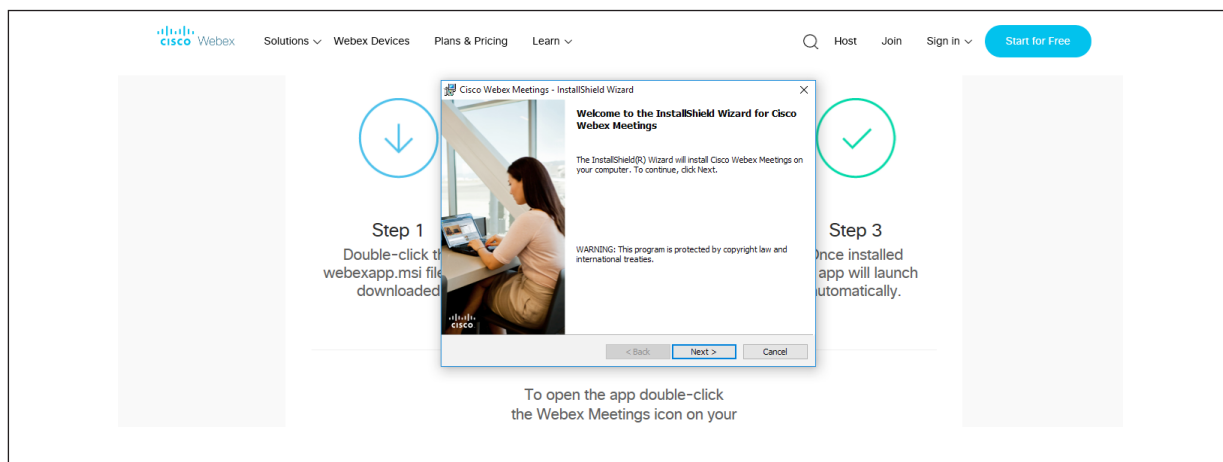 CISCO Webex
Solutions
Webex Devices
Plans & Pricing
Learn
Host
Join
Sign in
Start for Free
Cisco Webex Meetings - InstallShield Wizard
Welcome to the InstallShield Wizard for Cisco
Webex Meetings
The InstallShield(R) Wizard will install Cisco Webex Meetings on
your computer. To continue, click Next.
WARNING: This program is protected by copyright law and
international treaties.
CISCO
< Back
Next >
Cancel
Step 1
Double-click
webexapp.msi
downloaded
Step 3
installed
app will launch
automatically.
To open the app double-click
the Webex Meetings icon on your